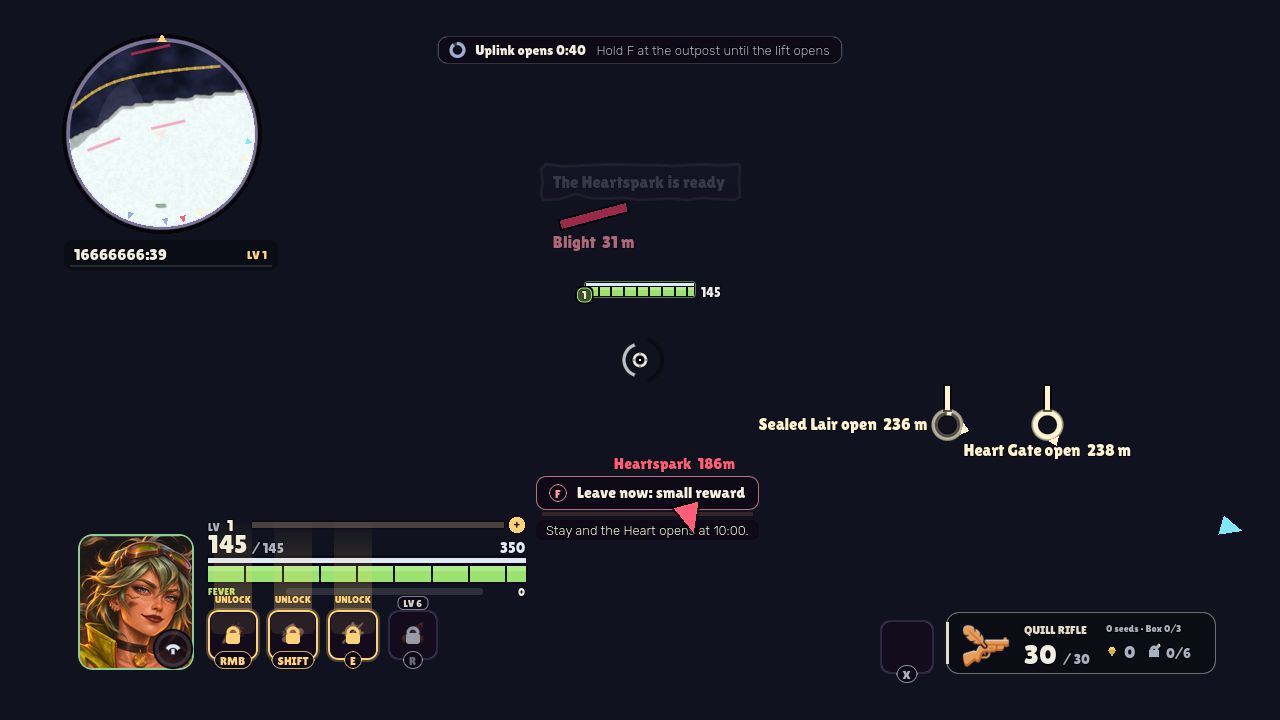 Uplink opens 0:40 Hold F at the outpost until the lift opens
The Heartspark is ready
Blight 31 m
16666666:39 LV 1
1 145
Sealed Lair open 236 m
Heart Gate open 238 m
Heartspark 186m
F Leave now: small reward
Stay and the Heart opens at 10:00.
LV 1 +
145 / 145 350
FEVER 0
UNLOCK UNLOCK UNLOCK LV 6
RMB SHIFT E R
QUILL RIFLE 0 seeds · Box 0/3
30 / 30 0 0/6
X